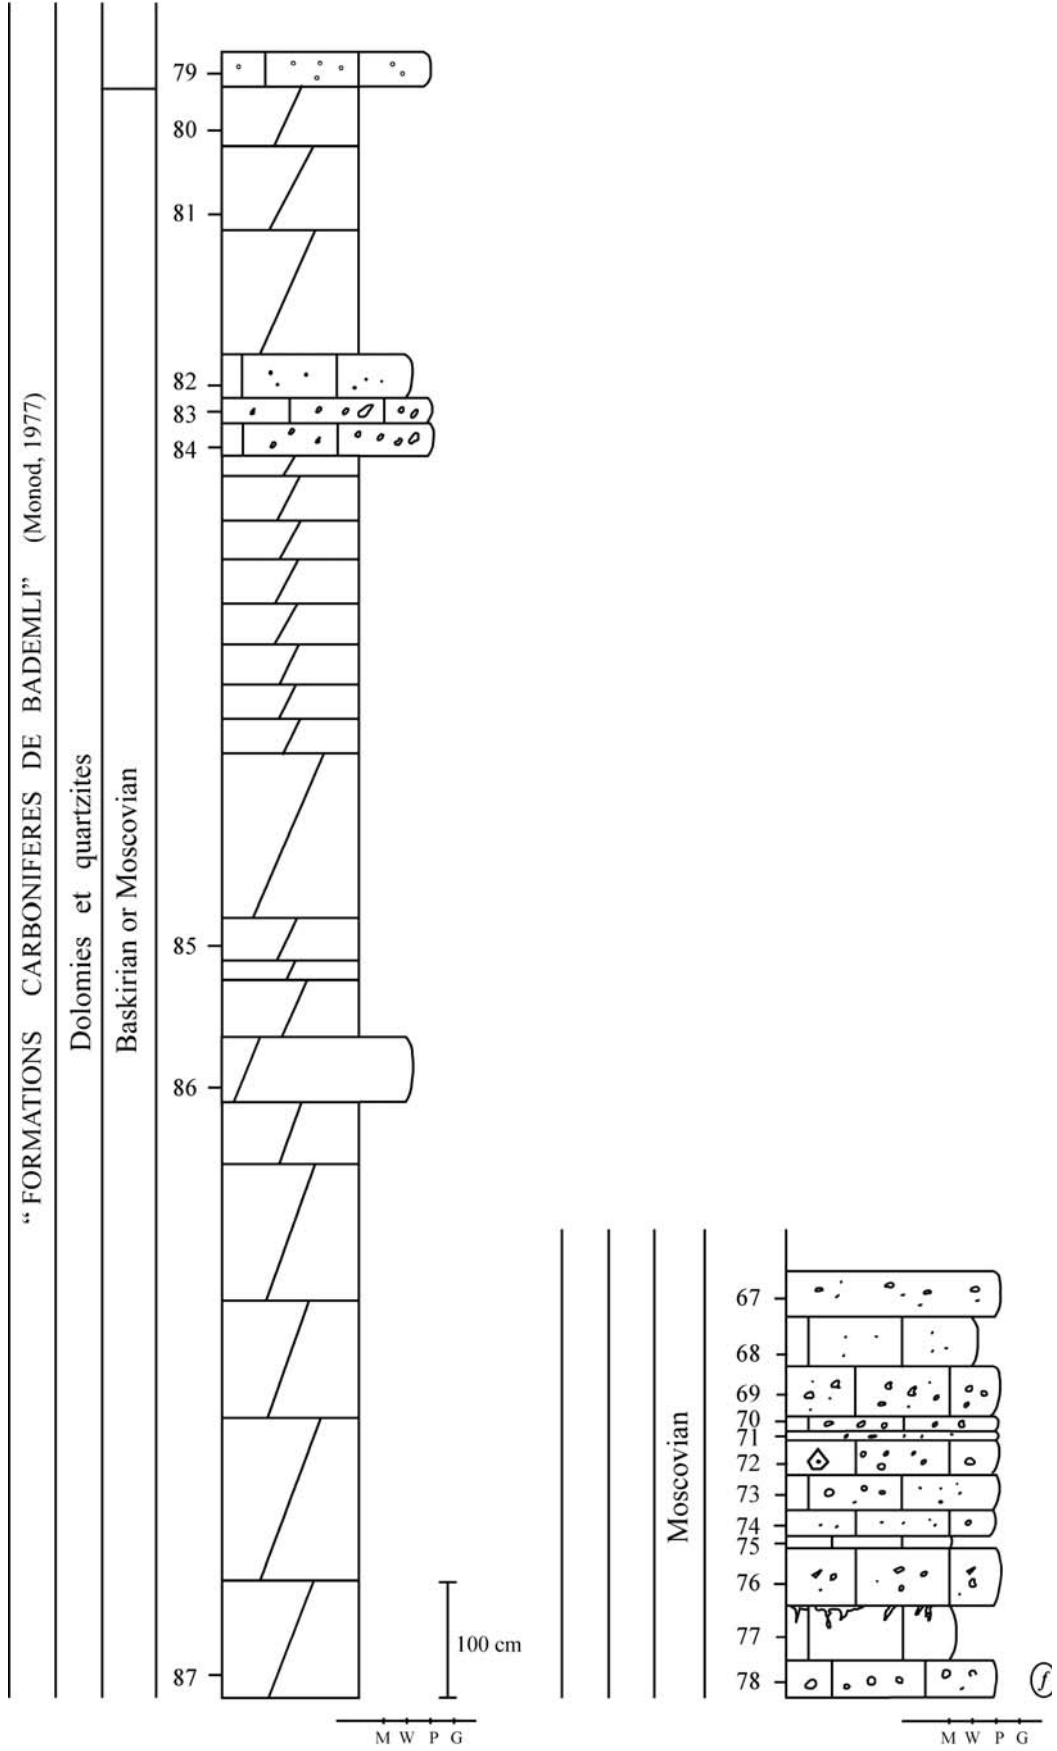 “FORMATIONS CARBONIFERES DE BADEMLI” (Monod, 1977)
Dolomies et quartzites
Baskirian or Moscovian
79
80
81
82
83
84
85
86
87
100 cm
M W P G
Moscovian
67
68
69
70
71
72
73
74
75
76
77
78
f
M W P G